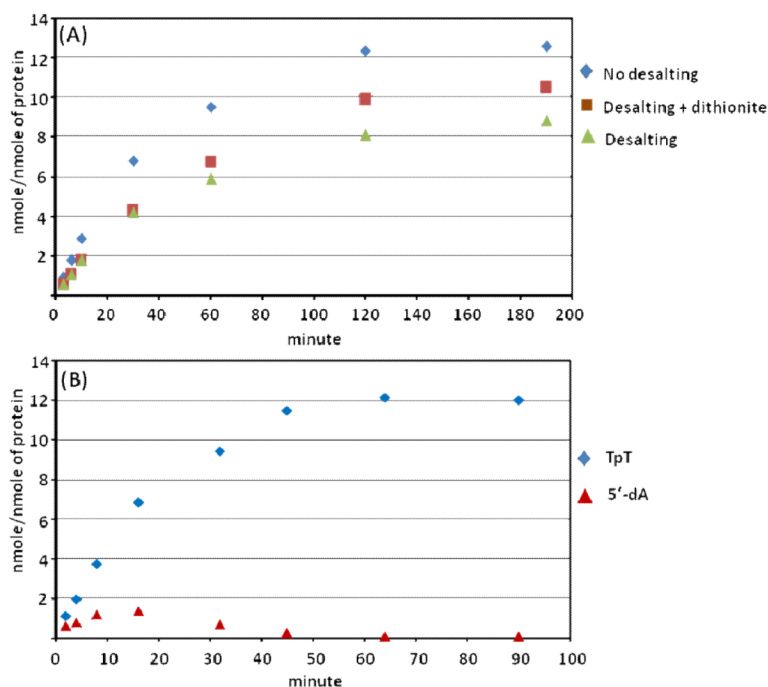 (A)
14
12
10
8
6
4
2
nmole/nmole of protein
0 20 40 60 80 100 120 140 160 180 200
minute
No desalting
Desalting + dithionite
Desalting
(B)
14
12
10
8
6
4
2
nmole/nmole of protein
0 10 20 30 40 50 60 70 80 90 100
minute
TpT
5'-dA